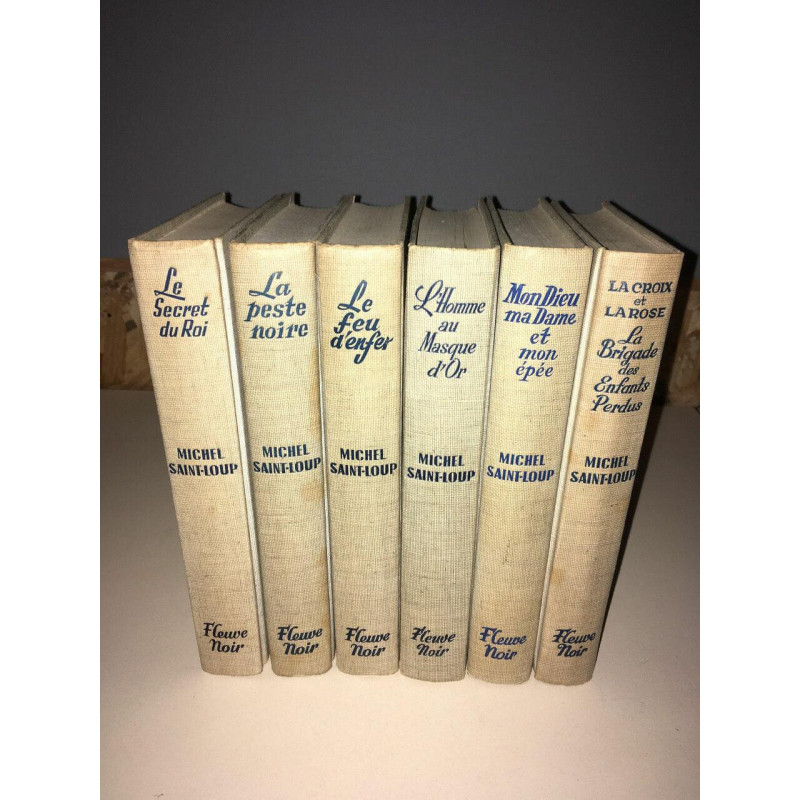 Le
Secret
du Roi
MICHEL
SAINT-LOUP
Fleuve
Noir
La
peste
noire
MICHEL
SAINT-LOUP
Fleuve
Noir
Le
feu
d'enfer
MICHEL
SAINT-LOUP
Fleuve
Noir
L'Homme
au
Masque
d'Or
MICHEL
SAINT-LOUP
Fleuve
Noir
Mon Dieu
ma Dame
et mon
épée
MICHEL
SAINT-LOUP
Fleuve
Noir
LA CROIX
et
LA ROSE
La
Brigade
des
Enfants
Perdus
MICHEL
SAINT-LOUP
Fleuve
Noir